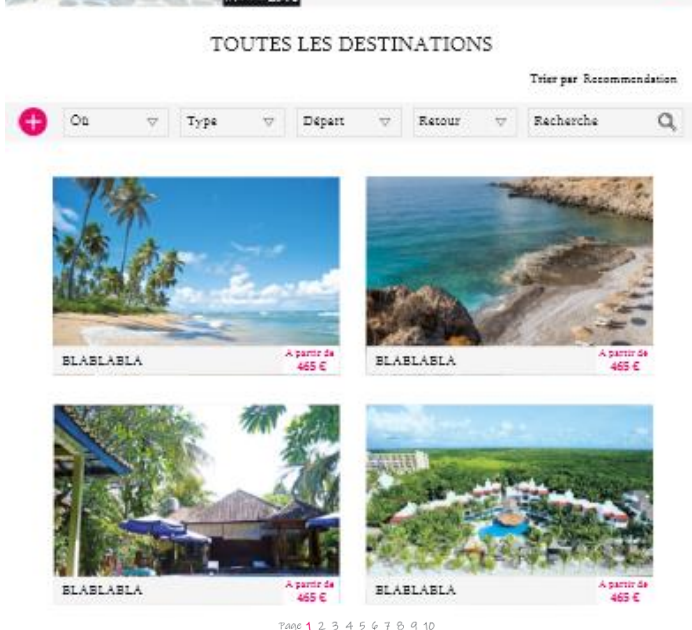 TOUTES LES DESTINATIONS
Trier par Recommendation
Où Type Départ Retour Recherche
BLABLABLA A partir de 465 €
BLABLABLA A partir de 465 €
BLABLABLA A partir de 465 €
BLABLABLA A partir de 465 €
Page 1 2 3 4 5 6 7 8 9 10